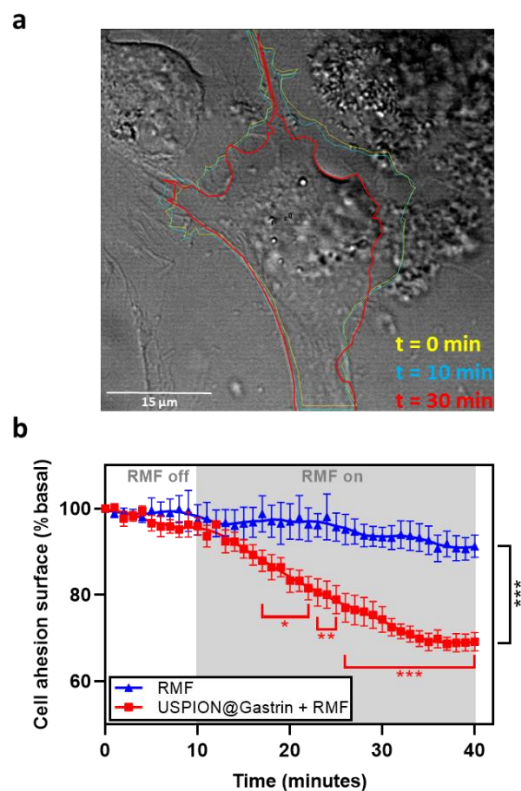 a
t = 0 min
t = 10 min
t = 30 min
15 µm
b
RMF off
RMF on
Cell ahesion surface (% basal)
100
80
60
*
**
***
***
RMF
USPION@Gastrin + RMF
0
10
20
30
40
Time (minutes)